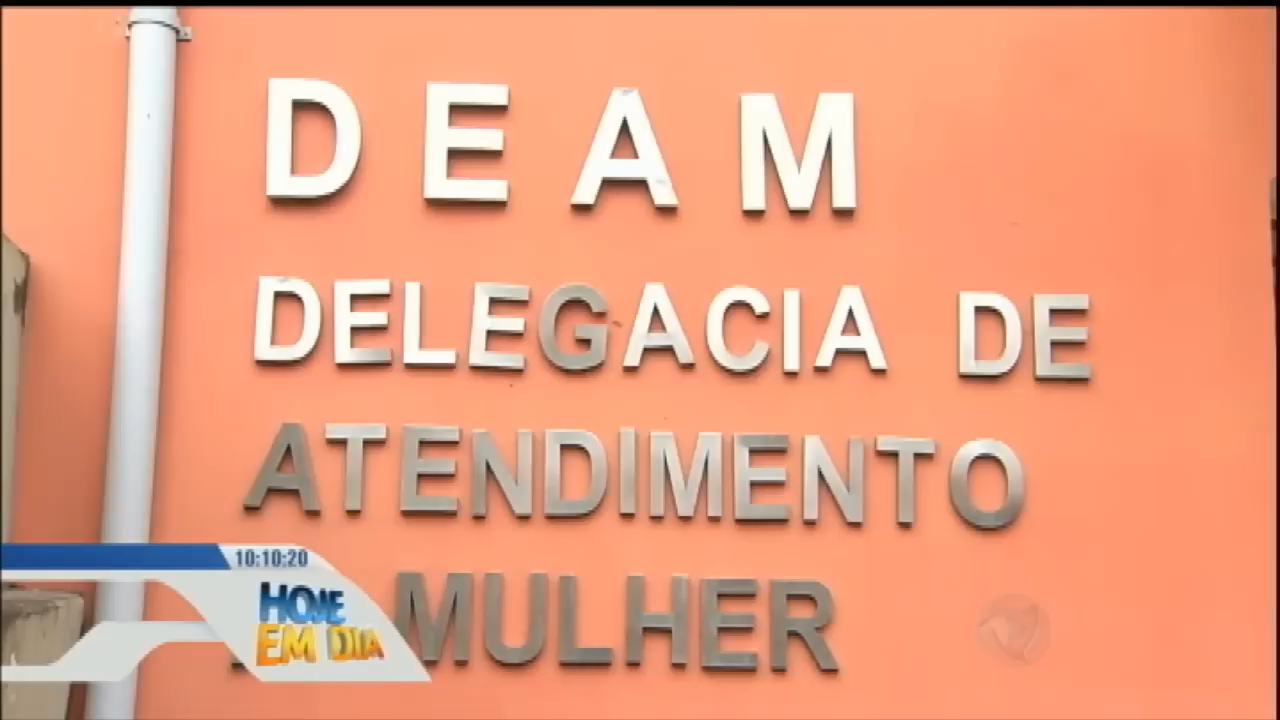 DEAM
DELEGACIA DE
ATENDIMENTO
MULHER
10:10:20
HOJE
EM DIA